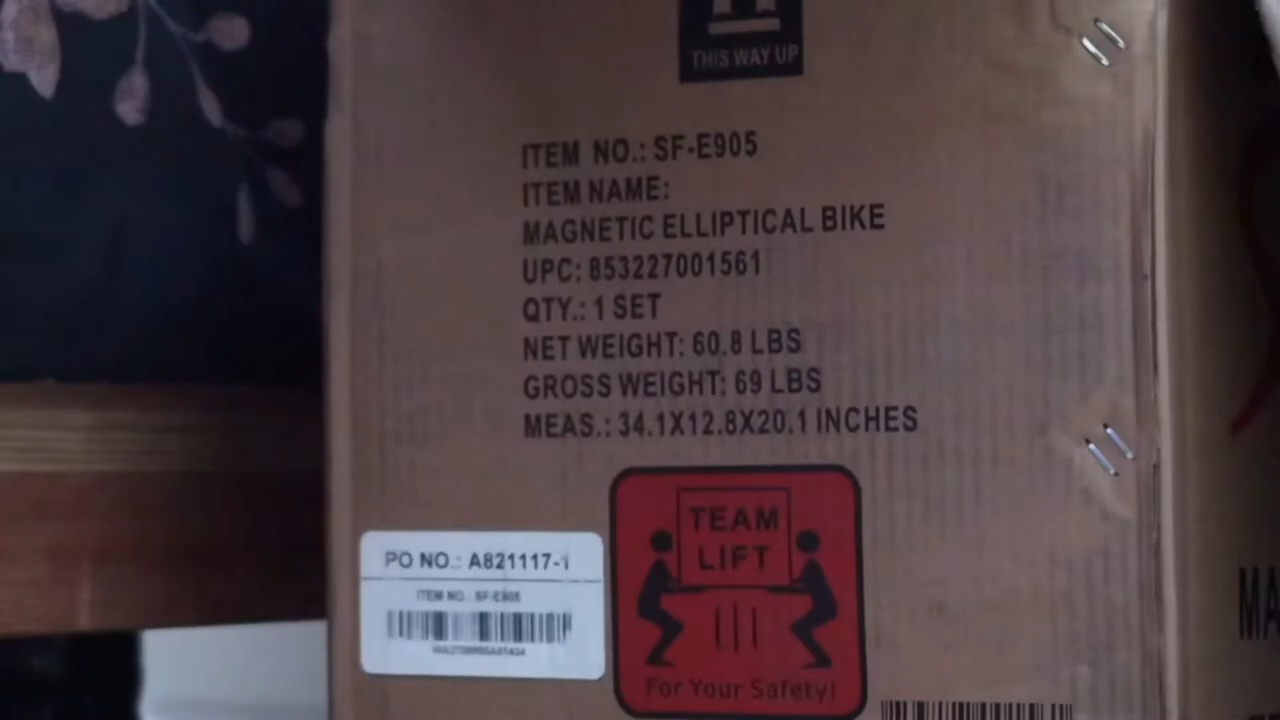 THIS WAY UP
ITEM NO.: SF-E905
ITEM NAME:
MAGNETIC ELLIPTICAL BIKE
UPC: 853227001561
QTY.: 1 SET
NET WEIGHT: 60.8 LBS
GROSS WEIGHT: 69 LBS
MEAS.: 34.1X12.8X20.1 INCHES
TEAM
LIFT
For Your Safety!
PO NO.: A821117-1
ITEM NO. SF-E905
MA